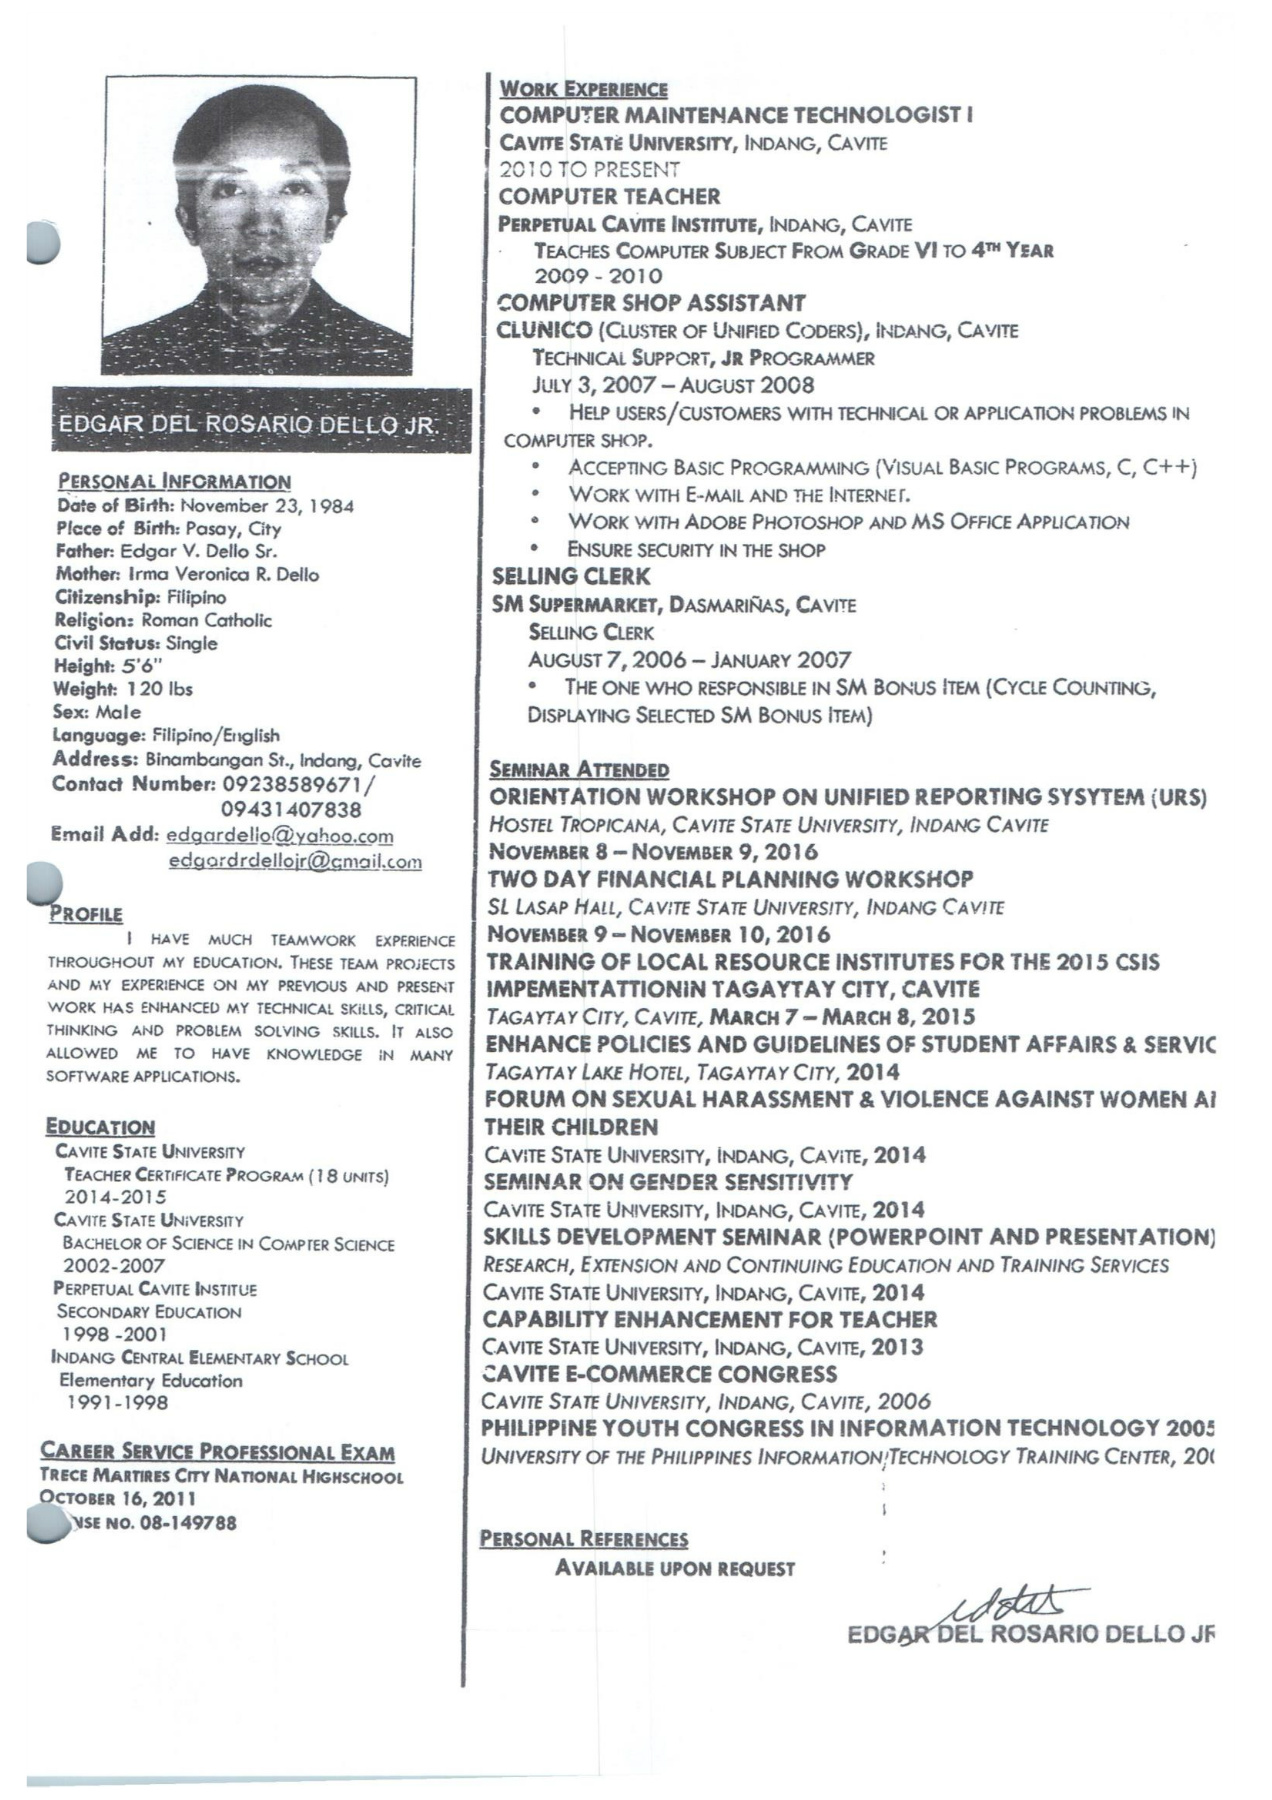 EDGAR DEL ROSARIO DELLO JR.
PERSONAL INFORMATION
Date of Birth: November 23, 1984
Place of Birth: Pasay, City
Father: Edgar V. Dello Sr.
Mother: Irma Veronica R. Dello
Citizenship: Filipino
Religion: Roman Catholic
Civil Status: Single
Height: 5'6"
Weight: 120 lbs
Sex: Male
Language: Filipino/English
Address: Binambangan St., Indang, Cavite
Contact Number: 09238589671/
09431407838
Email Add: edgardello@yahoo.com
edgardrdellojr@gmail.com
PROFILE
I HAVE MUCH TEAMWORK EXPERIENCE
THROUGHOUT MY EDUCATION. THESE TEAM PROJECTS
AND MY EXPERIENCE ON MY PREVIOUS AND PRESENT
WORK HAS ENHANCED MY TECHNICAL SKILLS, CRITICAL
THINKING AND PROBLEM SOLVING SKILLS. IT ALSO
ALLOWED ME TO HAVE KNOWLEDGE IN MANY
SOFTWARE APPLICATIONS.
EDUCATION
CAVITE STATE UNIVERSITY
TEACHER CERTIFICATE PROGRAM (18 UNITS)
2014-2015
CAVITE STATE UNIVERSITY
BACHELOR OF SCIENCE IN COMPTER SCIENCE
2002-2007
PERPETUAL CAVITE INSTITUE
SECONDARY EDUCATION
1998 -2001
INDANG CENTRAL ELEMENTARY SCHOOL
Elementary Education
1991-1998
CAREER SERVICE PROFESSIONAL EXAM
TRECE MARTIRES CITY NATIONAL HIGHSCHOOL
OCTOBER 16, 2011
NSE NO. 08-149788
WORK EXPERIENCE
COMPUTER MAINTENANCE TECHNOLOGIST I
CAVITE STATE UNIVERSITY, INDANG, CAVITE
2010 TO PRESENT
COMPUTER TEACHER
PERPETUAL CAVITE INSTITUTE, INDANG, CAVITE
TEACHES COMPUTER SUBJECT FROM GRADE VI TO 4TH YEAR
2009 - 2010
COMPUTER SHOP ASSISTANT
CLUNICO (CLUSTER OF UNIFIED CODERS), INDANG, CAVITE
TECHNICAL SUPPORT, JR PROGRAMMER
JULY 3, 2007 – AUGUST 2008
• HELP USERS/CUSTOMERS WITH TECHNICAL OR APPLICATION PROBLEMS IN
COMPUTER SHOP.
• ACCEPTING BASIC PROGRAMMING (VISUAL BASIC PROGRAMS, C, C++)
• WORK WITH E-MAIL AND THE INTERNET.
• WORK WITH ADOBE PHOTOSHOP AND MS OFFICE APPLICATION
• ENSURE SECURITY IN THE SHOP
SELLING CLERK
SM SUPERMARKET, DASMARIÑAS, CAVITE
SELLING CLERK
AUGUST 7, 2006 – JANUARY 2007
• THE ONE WHO RESPONSIBLE IN SM BONUS ITEM (CYCLE COUNTING,
DISPLAYING SELECTED SM BONUS ITEM)
SEMINAR ATTENDED
ORIENTATION WORKSHOP ON UNIFIED REPORTING SYSYTEM (URS)
HOSTEL TROPICANA, CAVITE STATE UNIVERSITY, INDANG CAVITE
NOVEMBER 8 – NOVEMBER 9, 2016
TWO DAY FINANCIAL PLANNING WORKSHOP
SL LASAP HALL, CAVITE STATE UNIVERSITY, INDANG CAVITE
NOVEMBER 9 – NOVEMBER 10, 2016
TRAINING OF LOCAL RESOURCE INSTITUTES FOR THE 2015 CSIS
IMPEMENTATTIONIN TAGAYTAY CITY, CAVITE
TAGAYTAY CITY, CAVITE, MARCH 7 – MARCH 8, 2015
ENHANCE POLICIES AND GUIDELINES OF STUDENT AFFAIRS & SERVIC
TAGAYTAY LAKE HOTEL, TAGAYTAY CITY, 2014
FORUM ON SEXUAL HARASSMENT & VIOLENCE AGAINST WOMEN
THEIR CHILDREN
CAVITE STATE UNIVERSITY, INDANG, CAVITE, 2014
SEMINAR ON GENDER SENSITIVITY
CAVITE STATE UNIVERSITY, INDANG, CAVITE, 2014
SKILLS DEVELOPMENT SEMINAR (POWERPOINT AND PRESENTATION)
RESEARCH, EXTENSION AND CONTINUING EDUCATION AND TRAINING SERVICES
CAVITE STATE UNIVERSITY, INDANG, CAVITE, 2014
CAPABILITY ENHANCEMENT FOR TEACHER
CAVITE STATE UNIVERSITY, INDANG, CAVITE, 2013
CAVITE E-COMMERCE CONGRESS
CAVITE STATE UNIVERSITY, INDANG, CAVITE, 2006
PHILIPPINE YOUTH CONGRESS IN INFORMATION TECHNOLOGY 2005
UNIVERSITY OF THE PHILIPPINES INFORMATION TECHNOLOGY TRAINING CENTER,
PERSONAL REFERENCES
AVAILABLE UPON REQUEST
EDGAR DEL ROSARIO DELLO JR